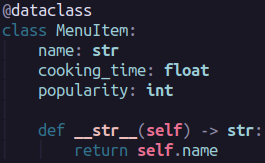 @dataclass
class MenuItem:
    name: str
    cooking_time: float
    popularity: int

    def __str__(self) -> str:
        return self.name